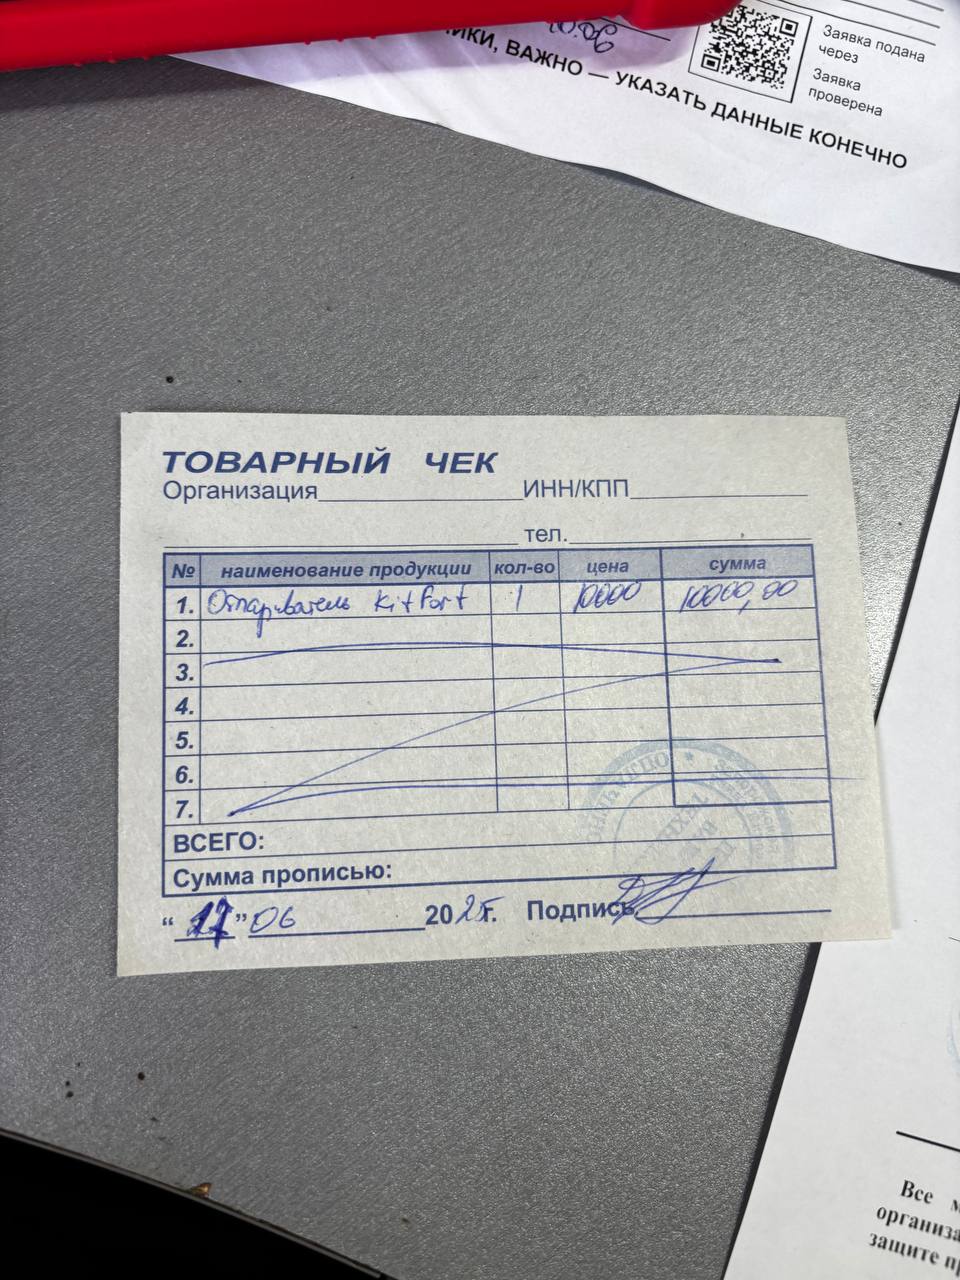 Заявка подана
через
Заявка
проверена
ИКИ, ВАЖНО — УКАЗАТЬ ДАННЫЕ КОНЕЧНО
ТОВАРНЫЙ ЧЕК
Организация ИНН/КПП
тел.
№ наименование продукции кол-во цена сумма
1. Отпариватель Kitfort 1 10000 10000,00
2.
3.
4.
5.
6.
7.
ВСЕГО:
Сумма прописью:
“17” 06 2025г. Подпись
Все
организа
защите пр